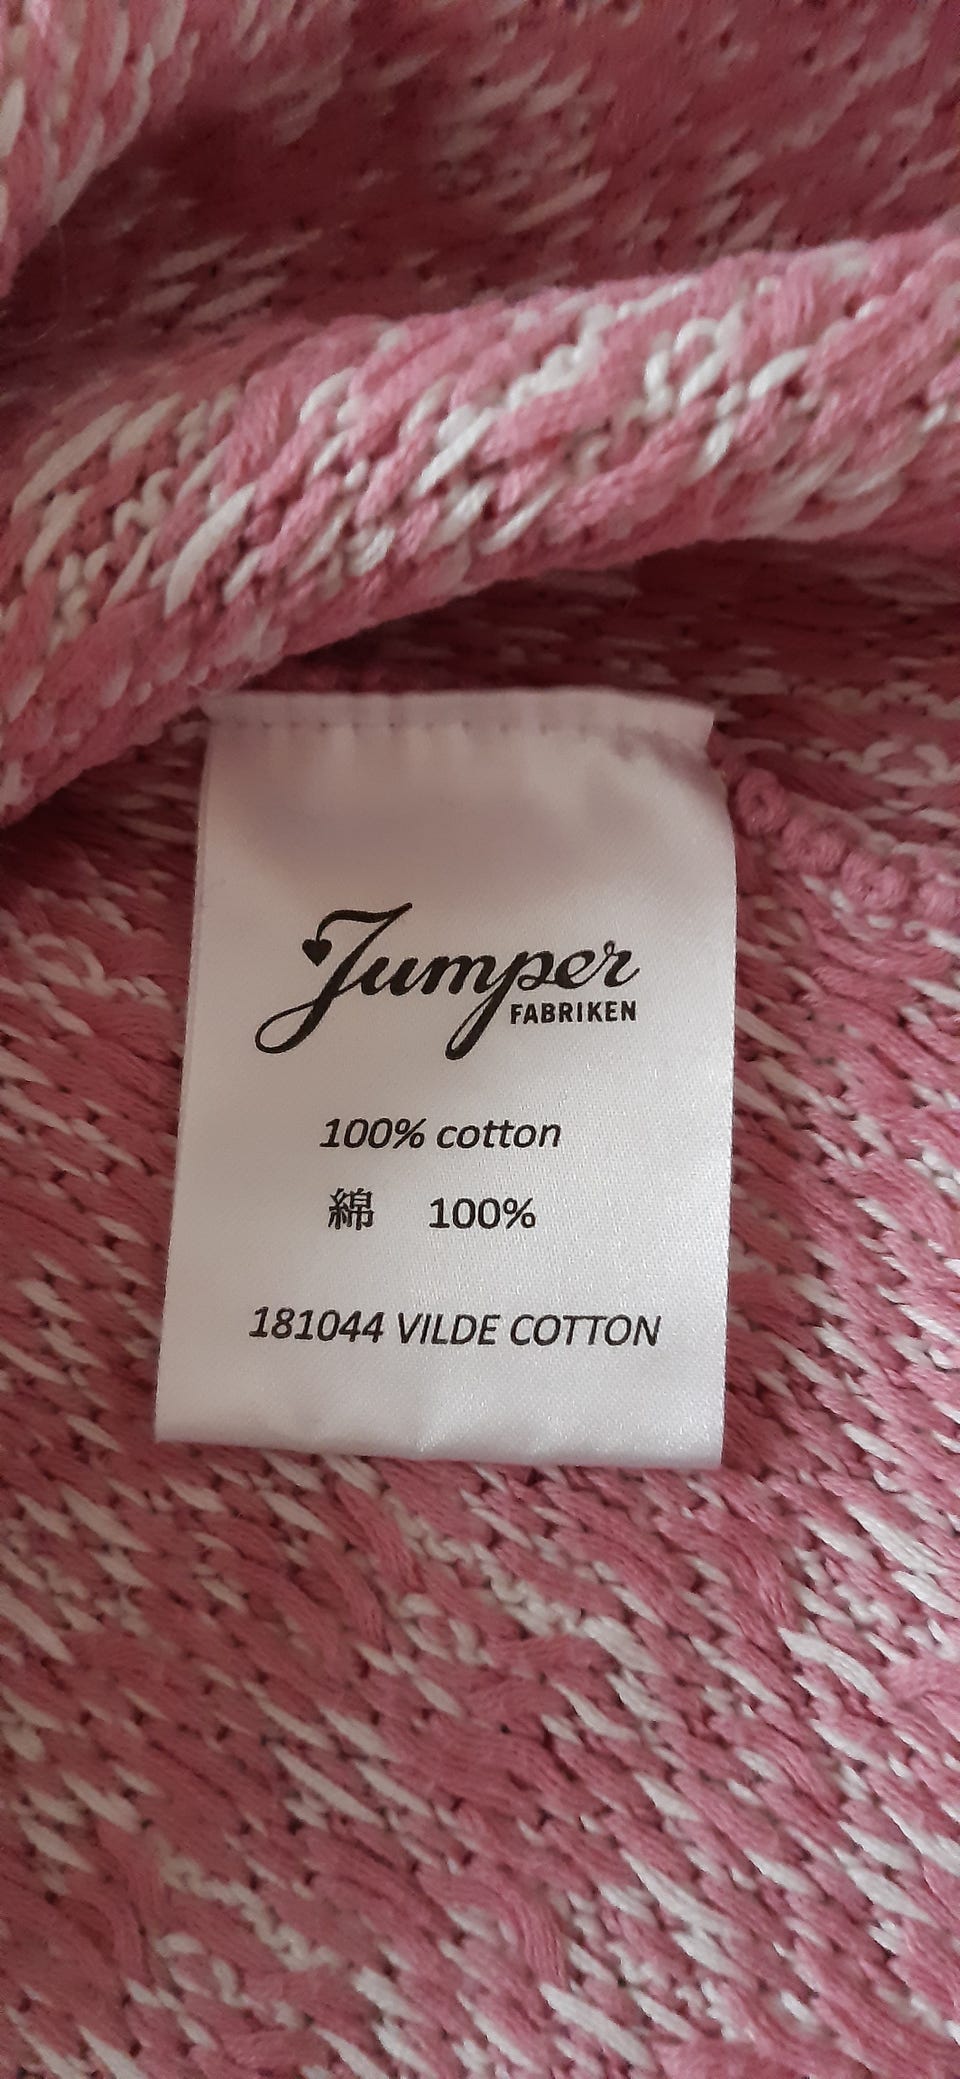 Jumper
FABRIKEN
100% cotton
綿 100%
181044 VILDE COTTON